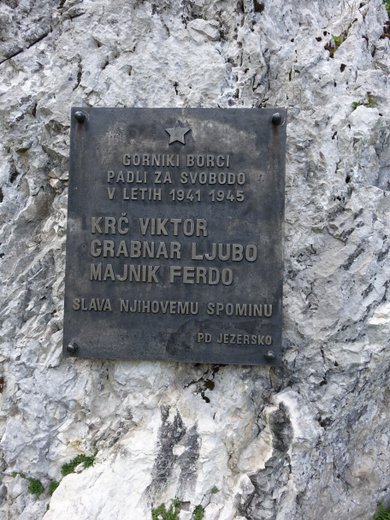 GORNIKI BORCI
PADLI ZA SVOBODO
V LETIH 1941 1945
KRČ VIKTOR
GRABNAR LJUBO
MAJNIK FERDO
SLAVA NJIHOVEMU SPOMINU
PD JEZERSKO